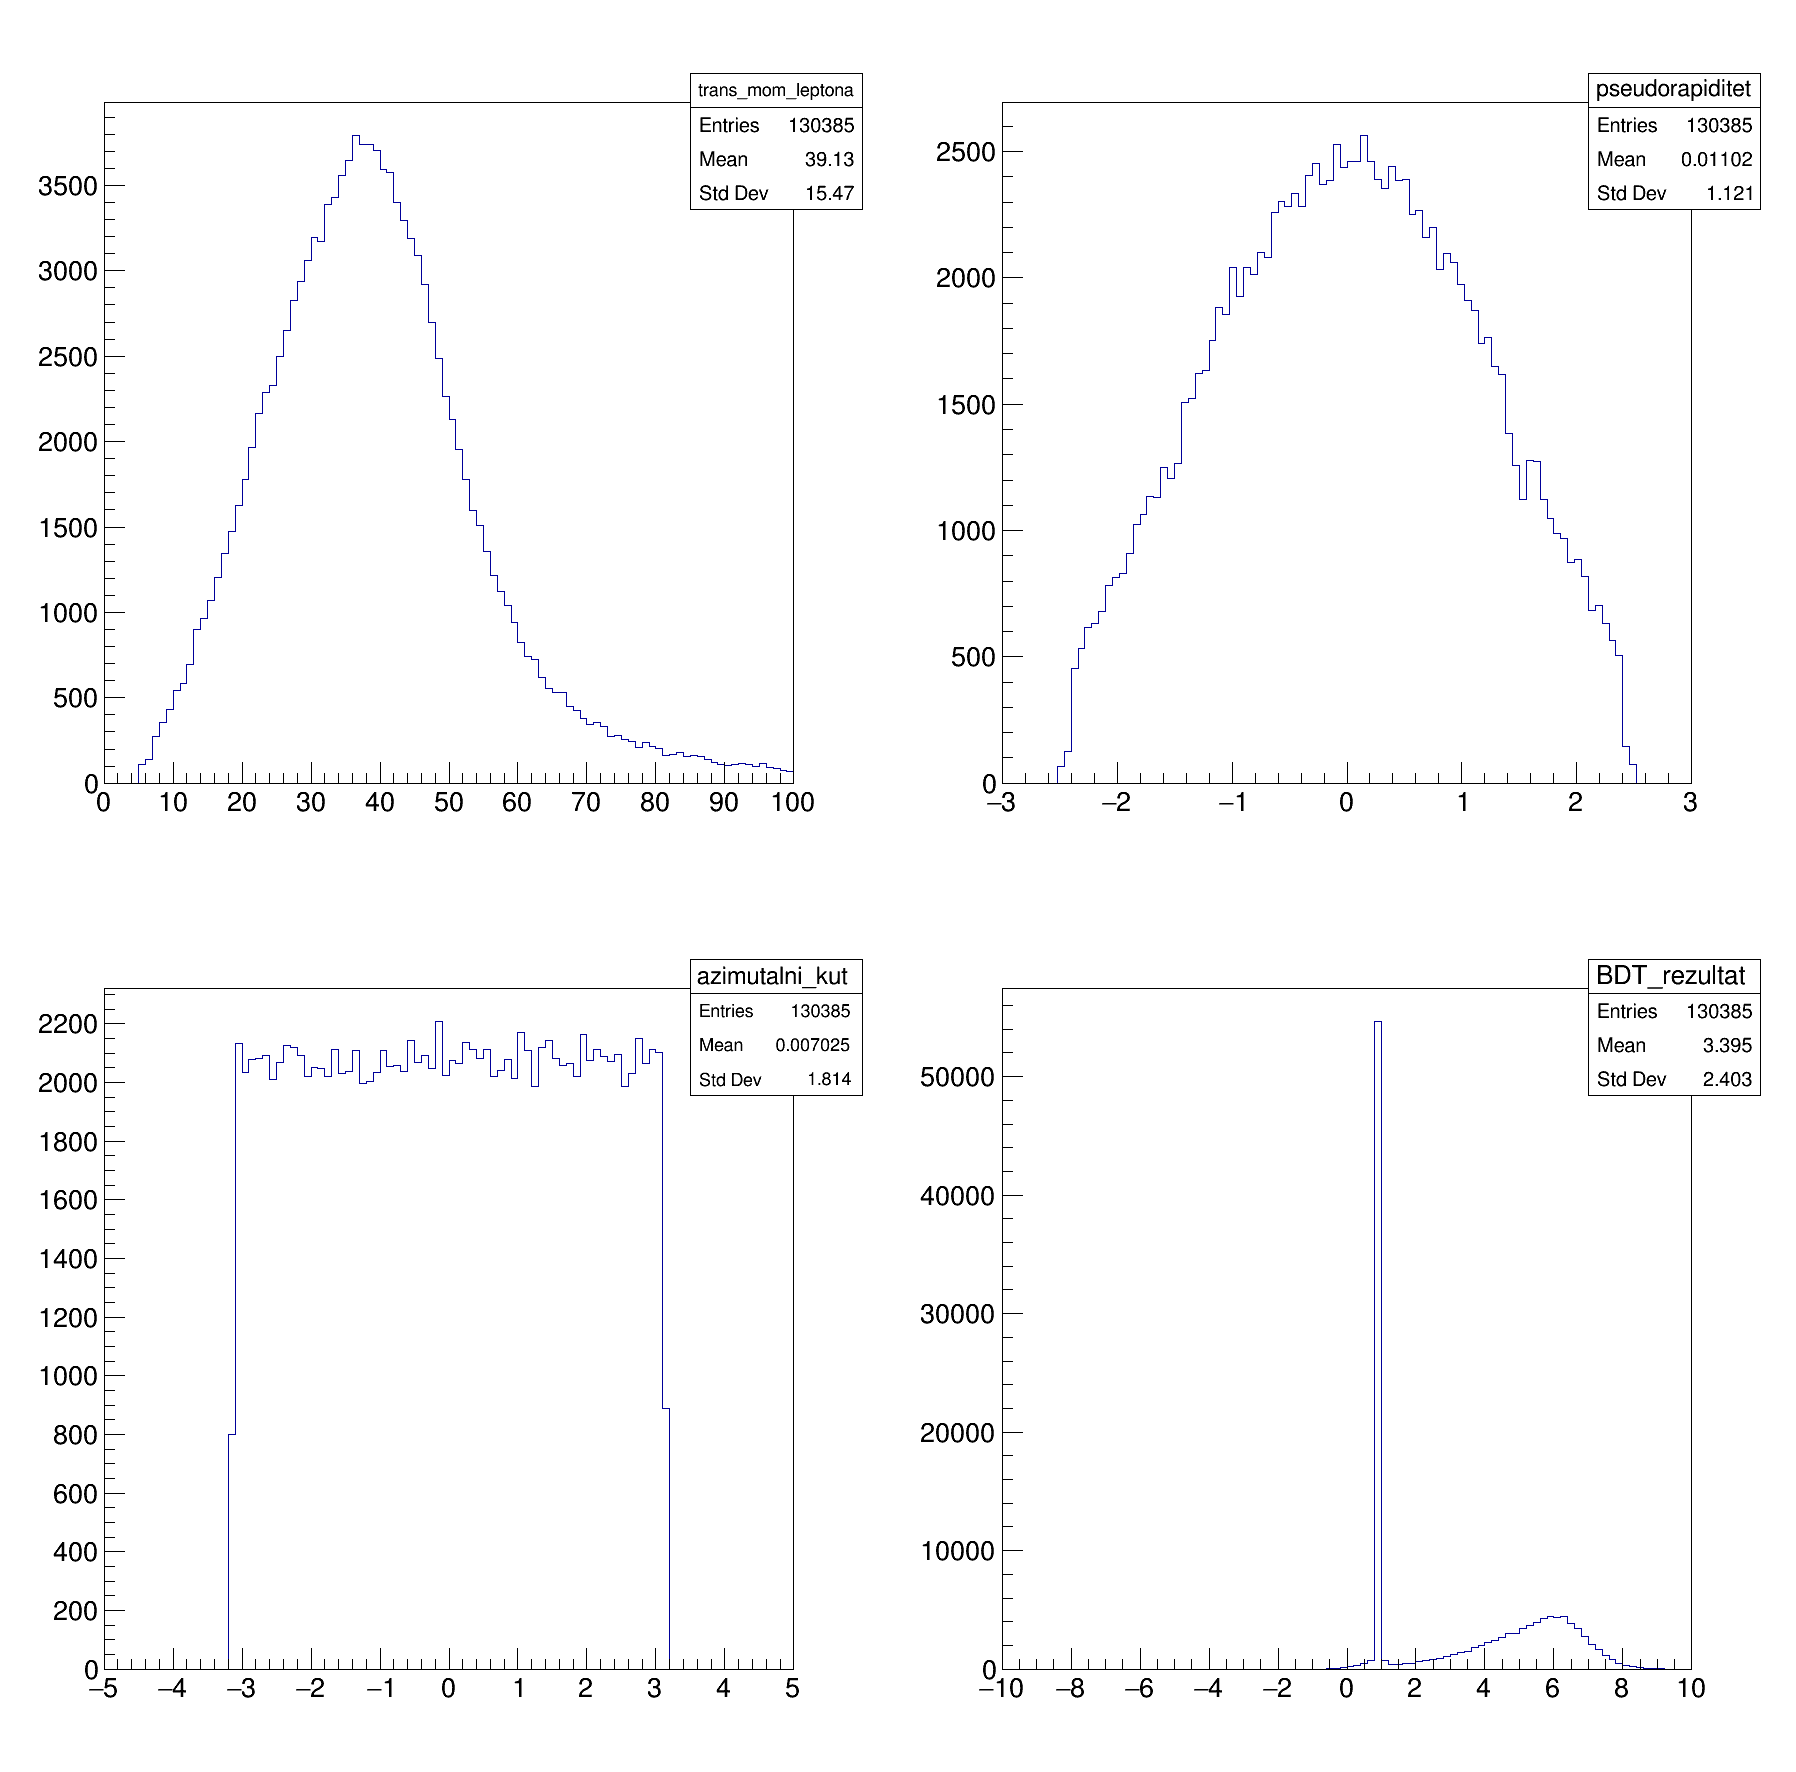 trans_mom_leptona
Entries 130385
Mean 39.13
Std Dev 15.47
3500
3000
2500
2000
1500
1000
500
0
0 10 20 30 40 50 60 70 80 90 100
pseudorapiditet
Entries 130385
Mean 0.01102
Std Dev 1.121
2500
2000
1500
1000
500
0
−3 −2 −1 0 1 2 3
azimutalni_kut
Entries 130385
Mean 0.007025
Std Dev 1.814
2200
2000
1800
1600
1400
1200
1000
800
600
400
200
0
−5 −4 −3 −2 −1 0 1 2 3 4 5
BDT_rezultat
Entries 130385
Mean 3.395
Std Dev 2.403
50000
40000
30000
20000
10000
0
−10 −8 −6 −4 −2 0 2 4 6 8 10